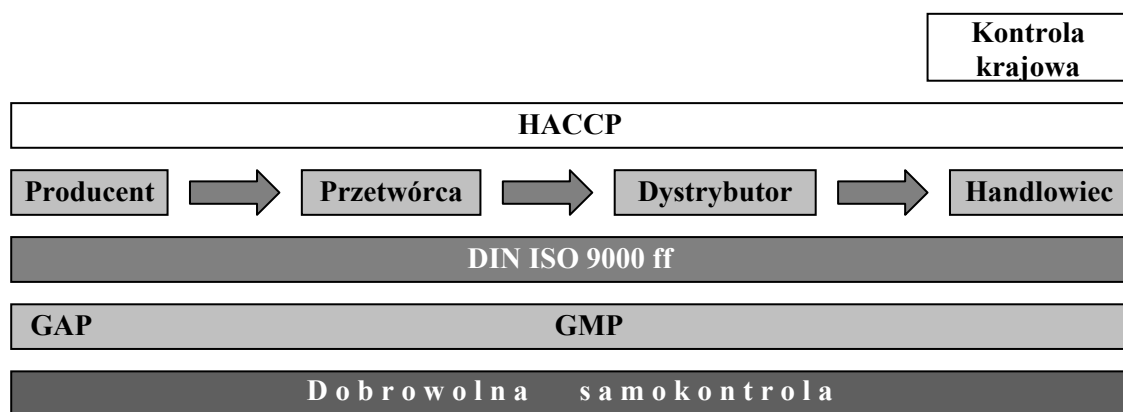 Kontrola
krajowa
HACCP
Producent Przetwórca Dystrybutor Handlowiec
DIN ISO 9000 ff
GAP GMP
Dobrowolna samokontrola